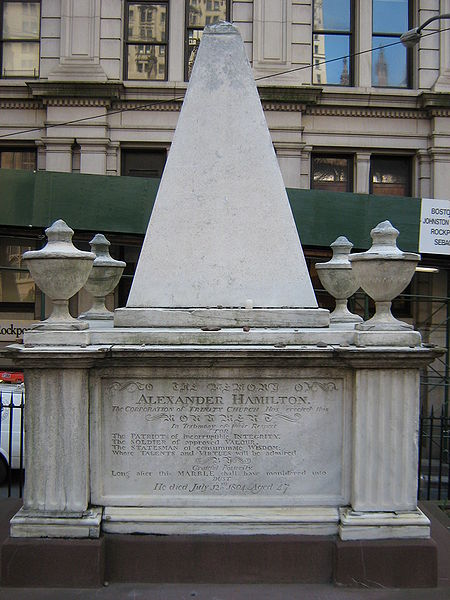 BOSTO
JOHNSTON
ROCKP
SEBA
ockpo
TO THE MEMORY OF
ALEXANDER HAMILTON.
The CORPORATION of TRINITY CHURCH Has erected this
MONUMENT
In Testimony of their Respect
FOR
The PATRIOT of incorruptible INTEGRITY.
The SOLDIER of approved VALOUR.
The STATESMAN of consummate WISDOM.
Whose TALENTS and VIRTUES will be admired
BY
Grateful Posterity
Long after this MARBLE shall have mouldered into
DUST
He died July 12th 1804. Aged 47.